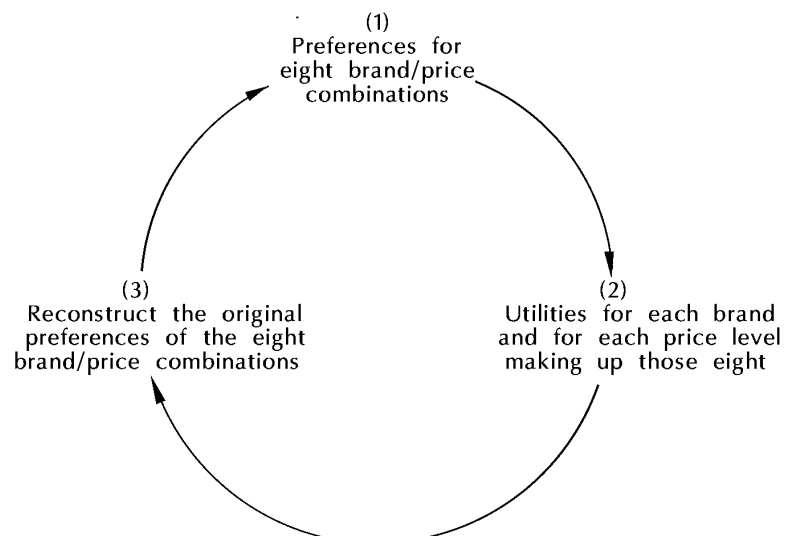 (1)
Preferences for
eight brand/price
combinations
(2)
Utilities for each brand
and for each price level
making up those eight
(3)
Reconstruct the original
preferences of the eight
brand/price combinations